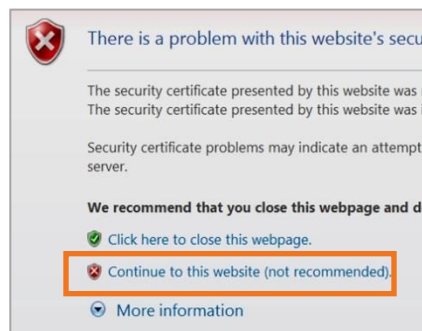 There is a problem with this website's secu
The security certificate presented by this website was
The security certificate presented by this website was
Security certificate problems may indicate an attempt
server.
We recommend that you close this webpage and d
Click here to close this webpage.
Continue to this website (not recommended).
More information